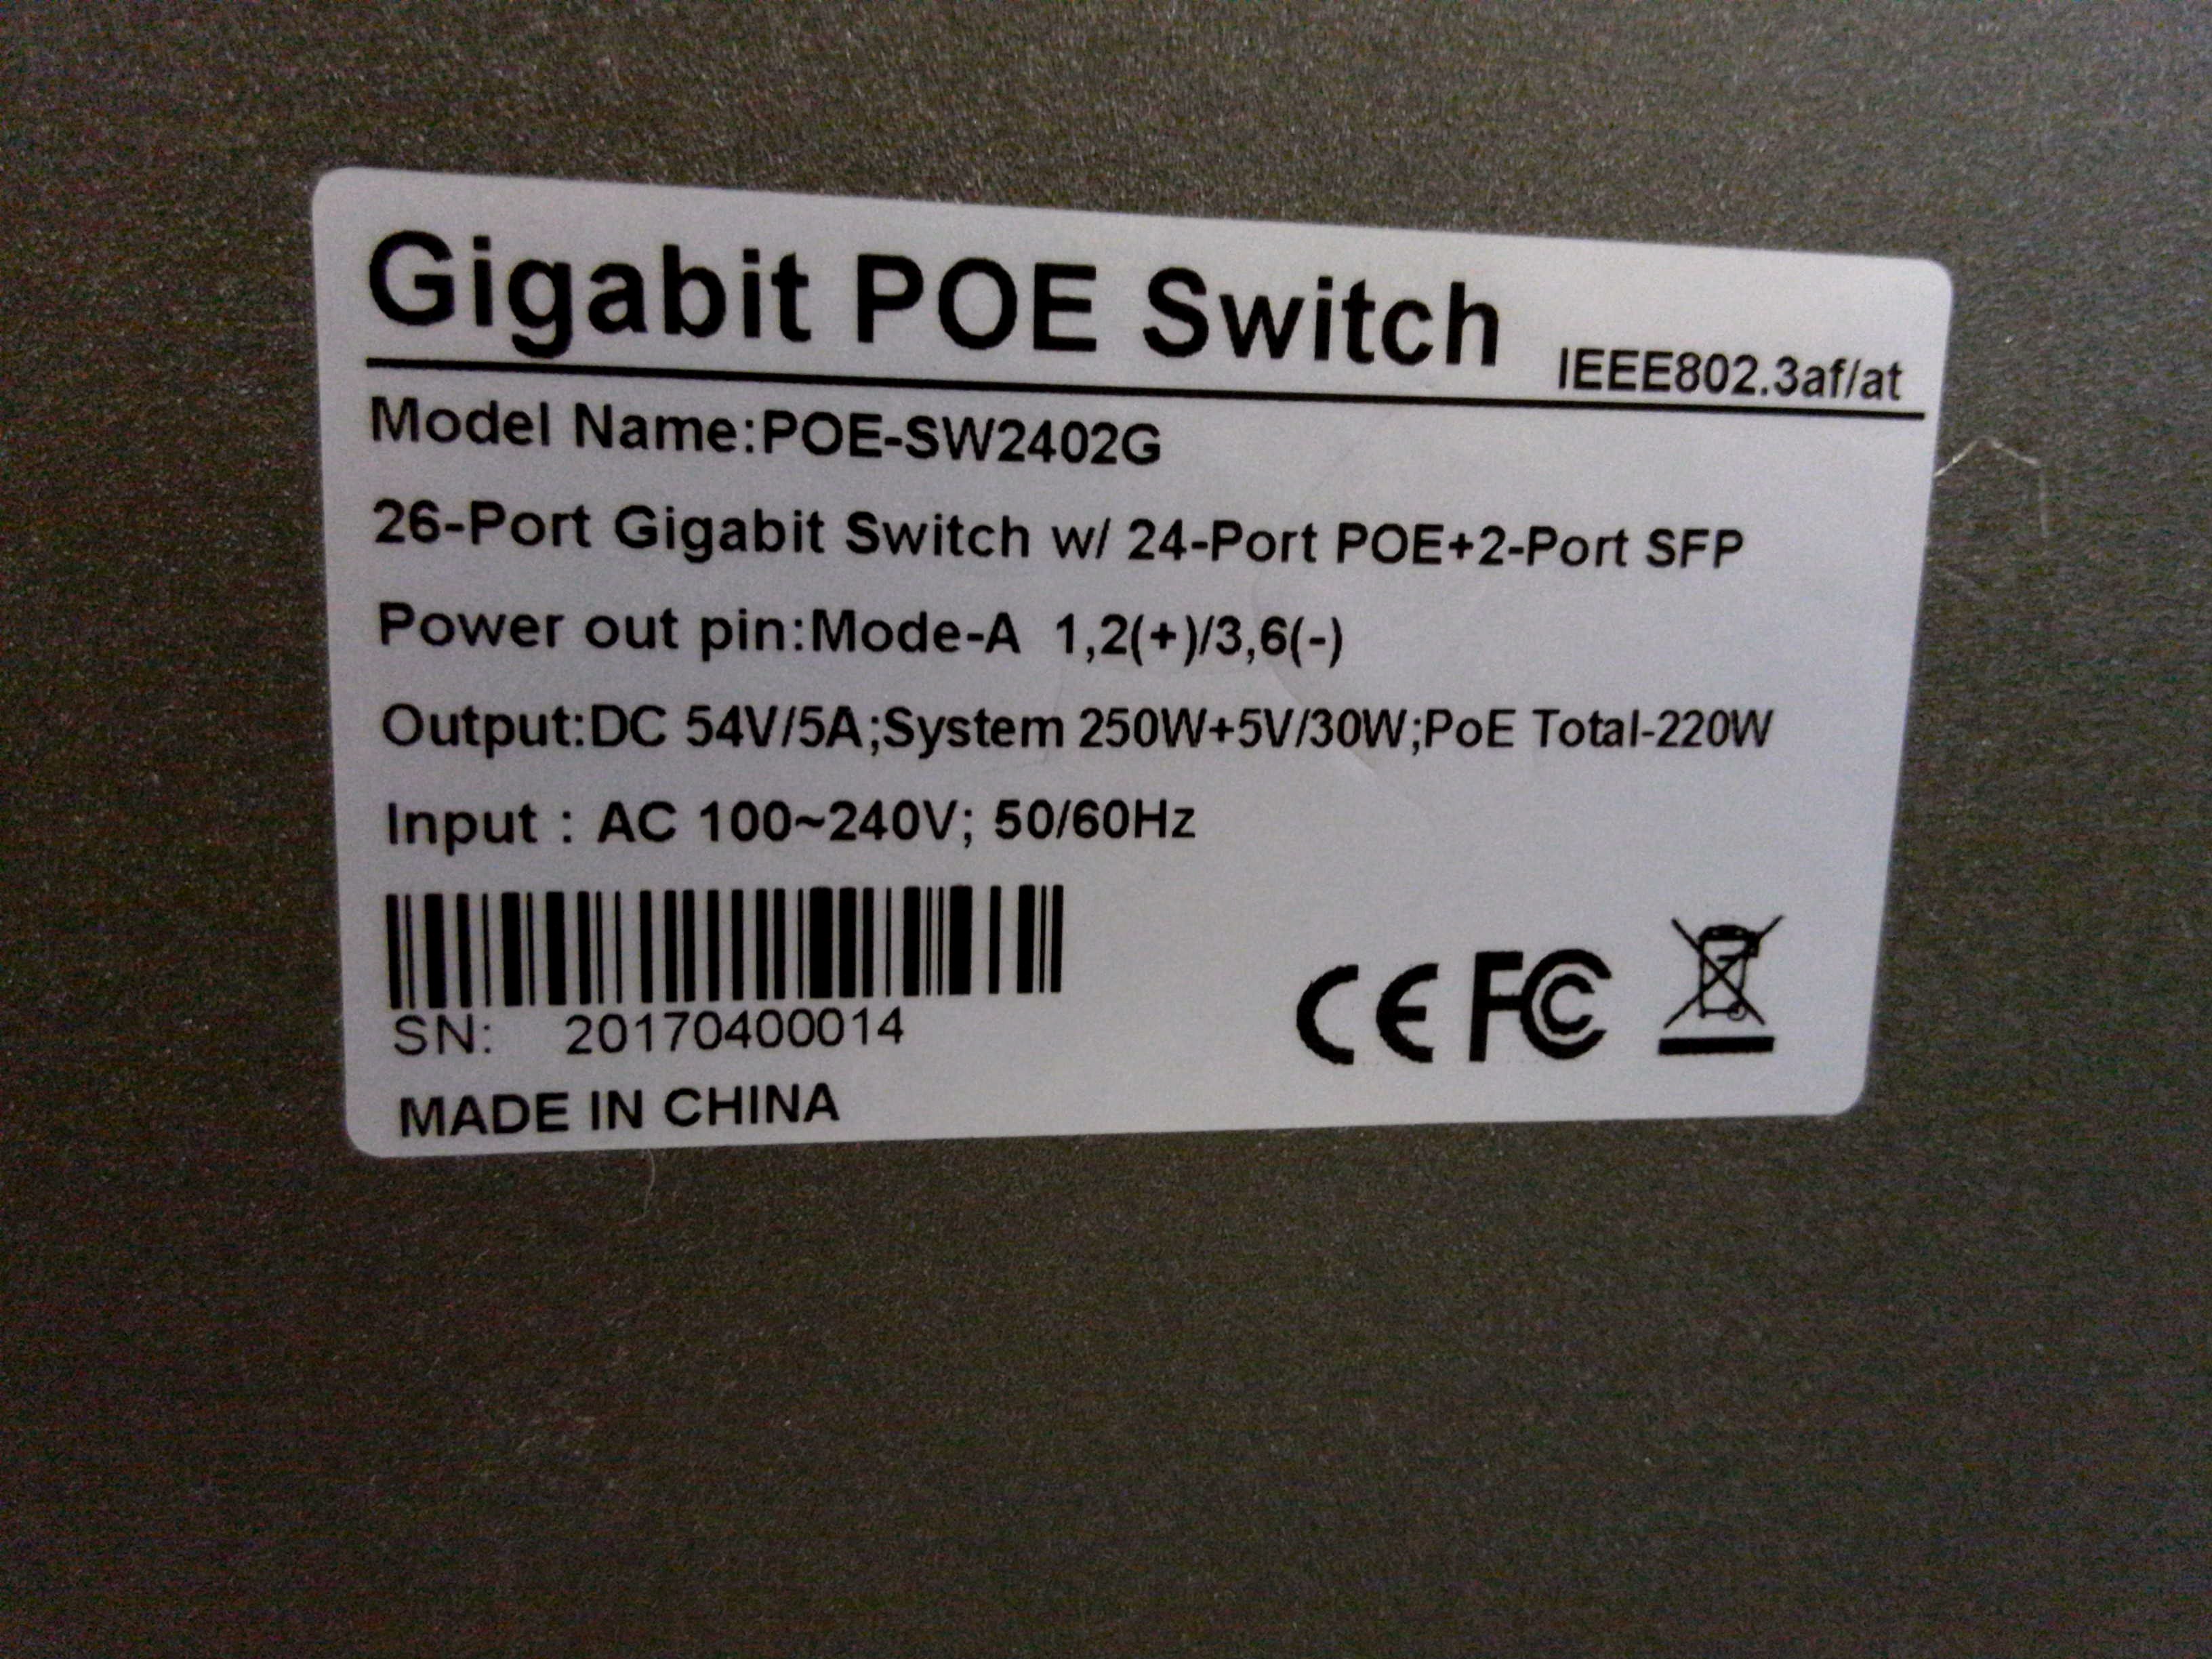 Gigabit POE Switch IEEE802.3af/at
Model Name:POE-SW2402G
26-Port Gigabit Switch w/ 24-Port POE+2-Port SFP
Power out pin:Mode-A 1,2(+)/3,6(-)
Output:DC 54V/5A;System 250W+5V/30W;PoE Total-220W
Input : AC 100~240V; 50/60Hz
SN: 20170400014
CE FC
MADE IN CHINA